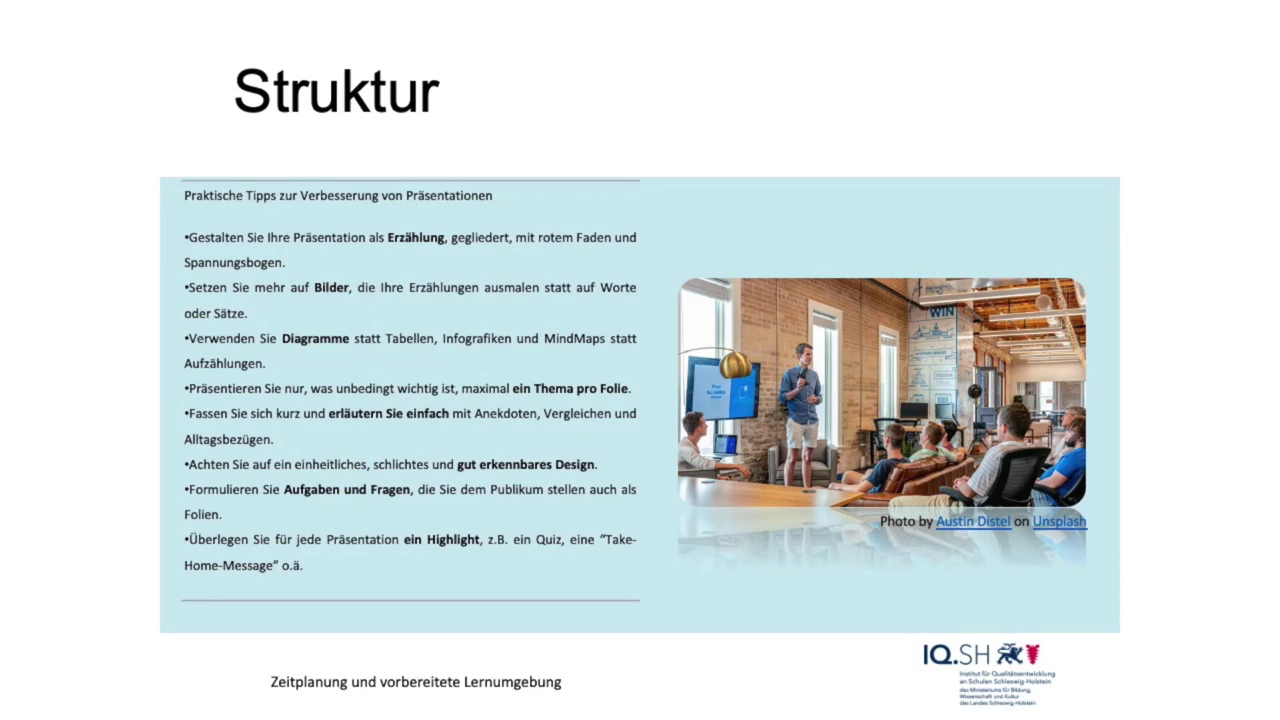 Struktur
Praktische Tipps zur Verbesserung von Präsentationen
•Gestalten Sie Ihre Präsentation als Erzählung, gegliedert, mit rotem Faden und
Spannungsbogen.
•Setzen Sie mehr auf Bilder, die Ihre Erzählungen ausmalen statt auf Worte
oder Sätze.
•Verwenden Sie Diagramme statt Tabellen, Infografiken und MindMaps statt
Aufzählungen.
•Präsentieren Sie nur, was unbedingt wichtig ist, maximal ein Thema pro Folie.
•Fassen Sie sich kurz und erläutern Sie einfach mit Anekdoten, Vergleichen und
Alltagsbezügen.
•Achten Sie auf ein einheitliches, schlichtes und gut erkennbares Design.
•Formulieren Sie Aufgaben und Fragen, die Sie dem Publikum stellen auch als
Folien.
•Überlegen Sie für jede Präsentation ein Highlight, z.B. ein Quiz, eine “Take-
Home-Message” o.ä.
WIN
Photo by Austin Distel on Unsplash
Zeitplanung und vorbereitete Lernumgebung
IQ.SH
Institut für Qualitätsentwicklung
an Schulen Schleswig-Holstein
des Ministeriums für Bildung,
Wissenschaft und Kultur
des Landes Schleswig-Holstein